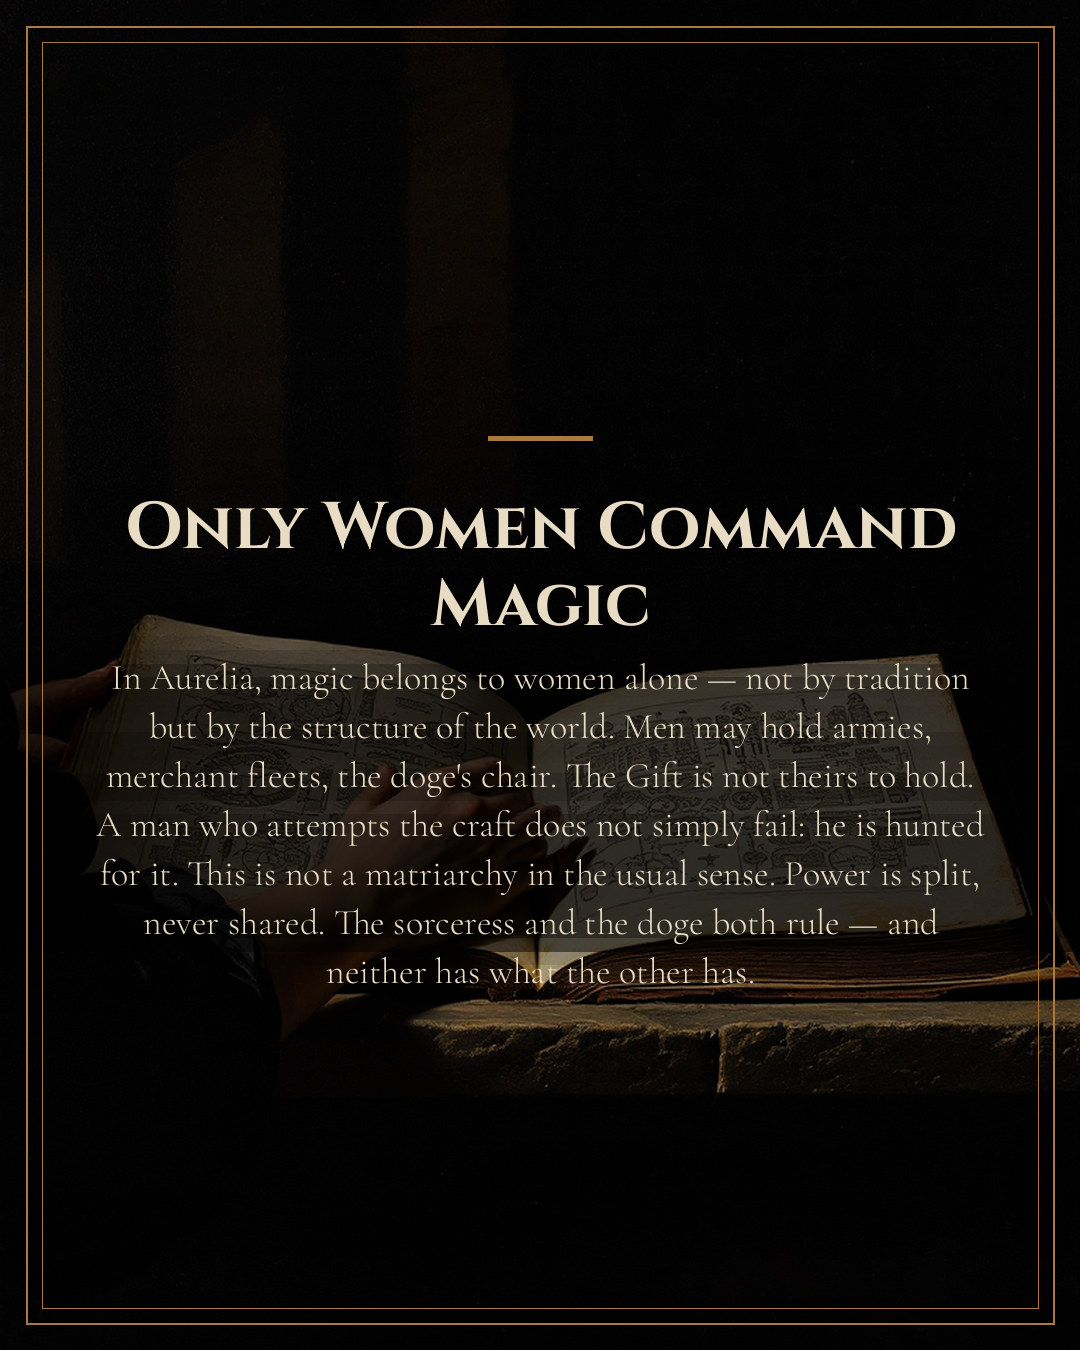 Only Women Command
Magic
In Aurelia, magic belongs to women alone — not by tradition
but by the structure of the world. Men may hold armies,
merchant fleets, the doge's chair. The Gift is not theirs to hold.
A man who attempts the craft does not simply fail: he is hunted
for it. This is not a matriarchy in the usual sense. Power is split,
never shared. The sorceress and the doge both rule — and
neither has what the other has.